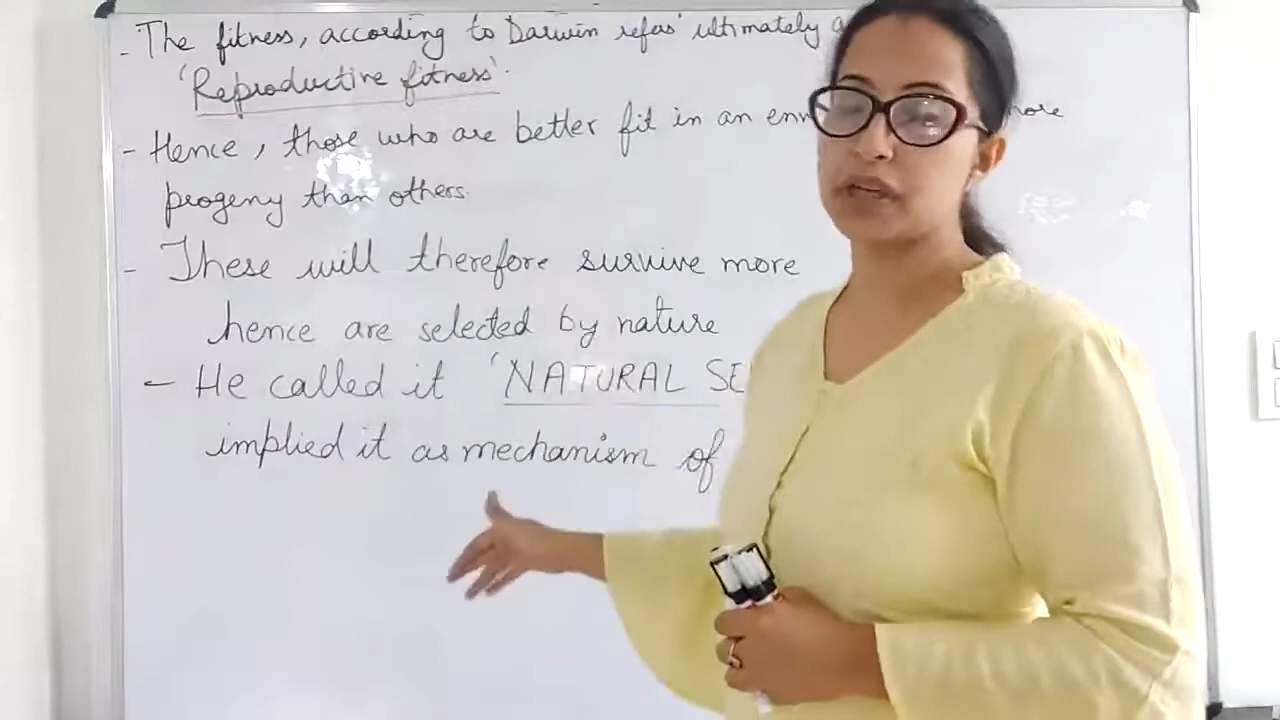 - The fitness, according to Darwin refers ultimately
'Reproductive fitness'.
- Hence, those who are better fit in an more
progeny than others.
- These will therefore survive more
hence are selected by nature
- He called it 'NATURAL SE
implied it as mechanism of